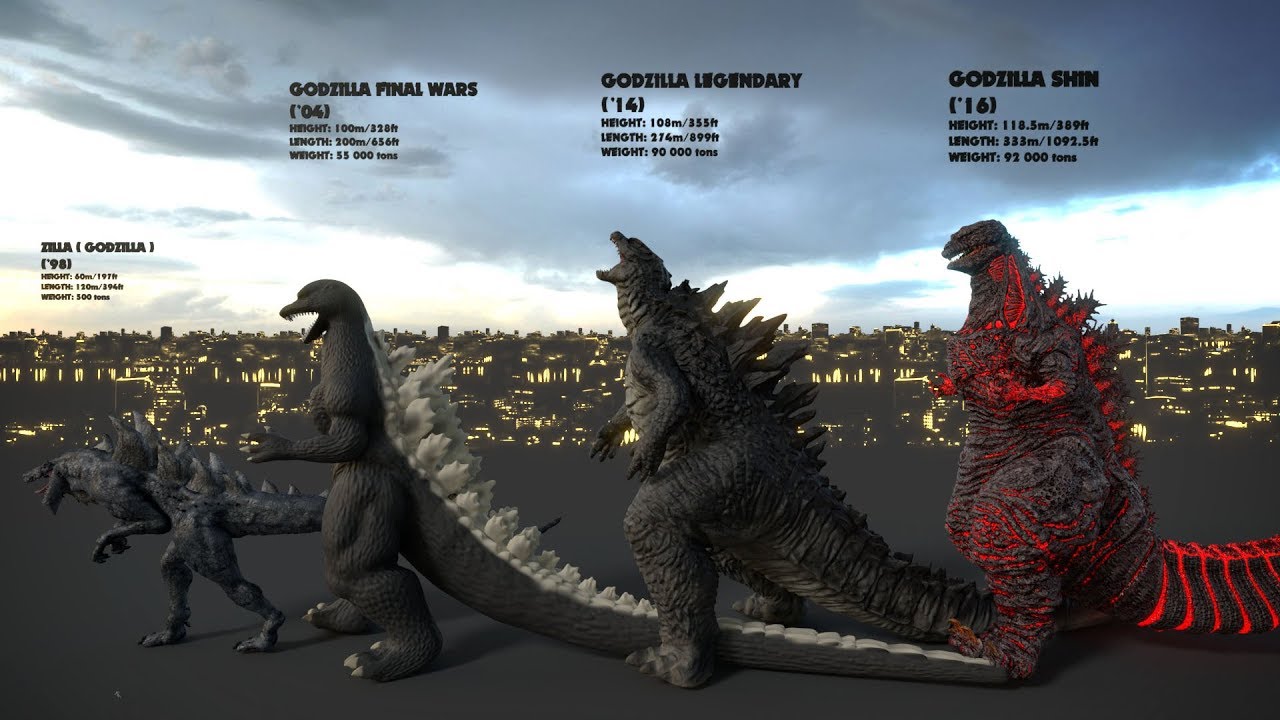 ZILLA ( GODZILLA )
('98)
HEIGHT: 60m/197ft
LENGTH: 120m/394ft
WEIGHT: 500 tons
GODZILLA FINAL WARS
('04)
HEIGHT: 100m/328ft
LENGTH: 200m/656ft
WEIGHT: 55 000 tons
GODZILLA LEGENDARY
('14)
HEIGHT: 108m/355ft
LENGTH: 274m/899ft
WEIGHT: 90 000 tons
GODZILLA SHIN
('16)
HEIGHT: 118.5m/389ft
LENGTH: 333m/1092.5ft
WEIGHT: 92 000 tons